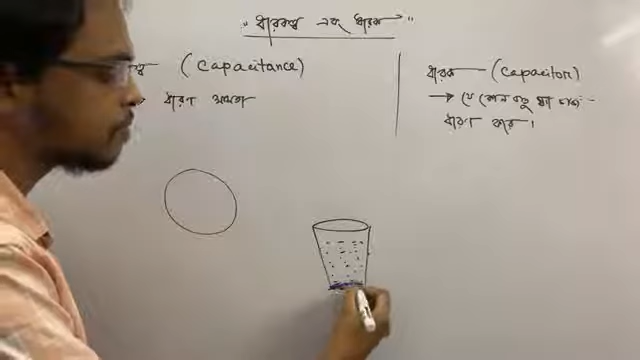 " ধারকত্ব এবং ধারক "
ত্ব (Capacitance)
→ ধারণ ক্ষমতা
ধারক (Capacitor)
→ যে কোন বস্তু যা চার্জ
ধারণ করে।